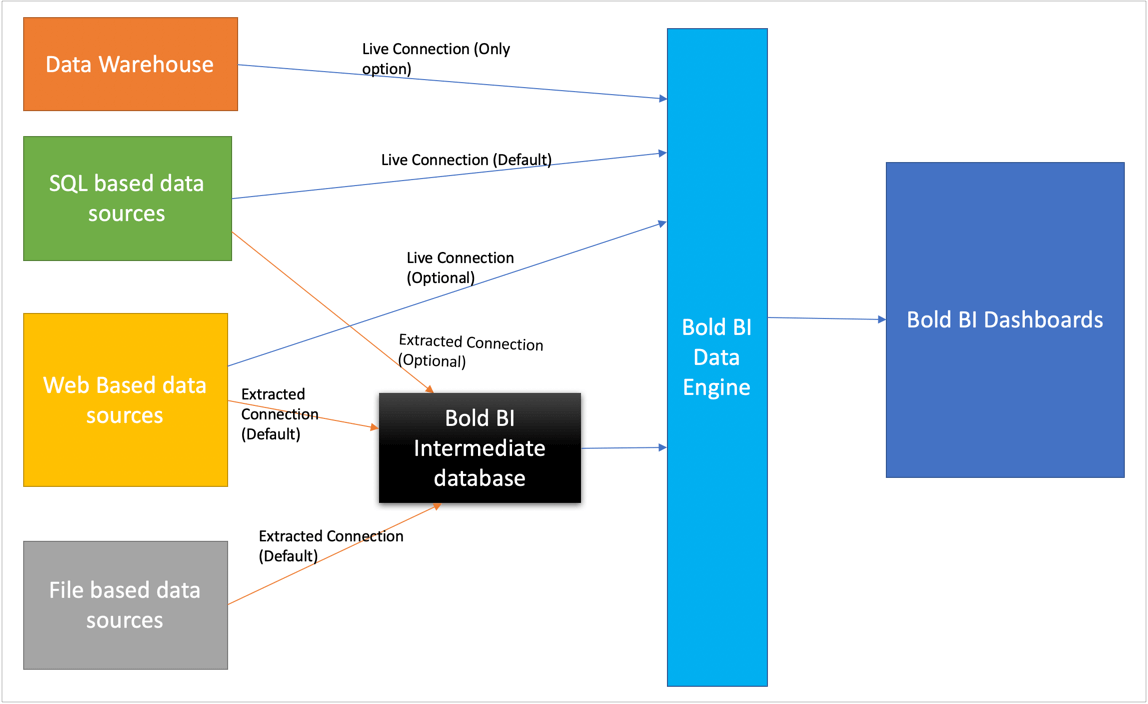 Data Warehouse
Live Connection (Only
option)
SQL based data
sources
Live Connection (Default)
Live Connection
(Optional)
Extracted Connection
(Optional)
Web Based data
sources
Extracted
Connection
(Default)
Bold BI
Intermediate
database
Extracted Connection
(Default)
File based data
sources
Bold BI
Data
Engine
Bold BI Dashboards